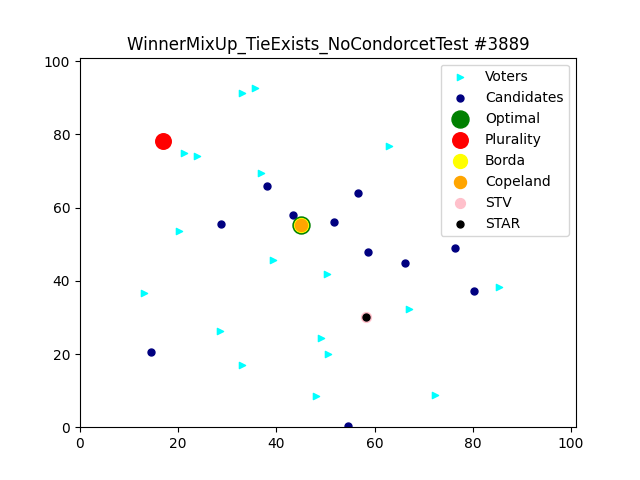 WinnerMixUp_TieExists_NoCondorcetTest #3889
Voters
Candidates
Optimal
Plurality
Borda
Copeland
STV
STAR
100
80
60
40
20
0
0 20 40 60 80 100